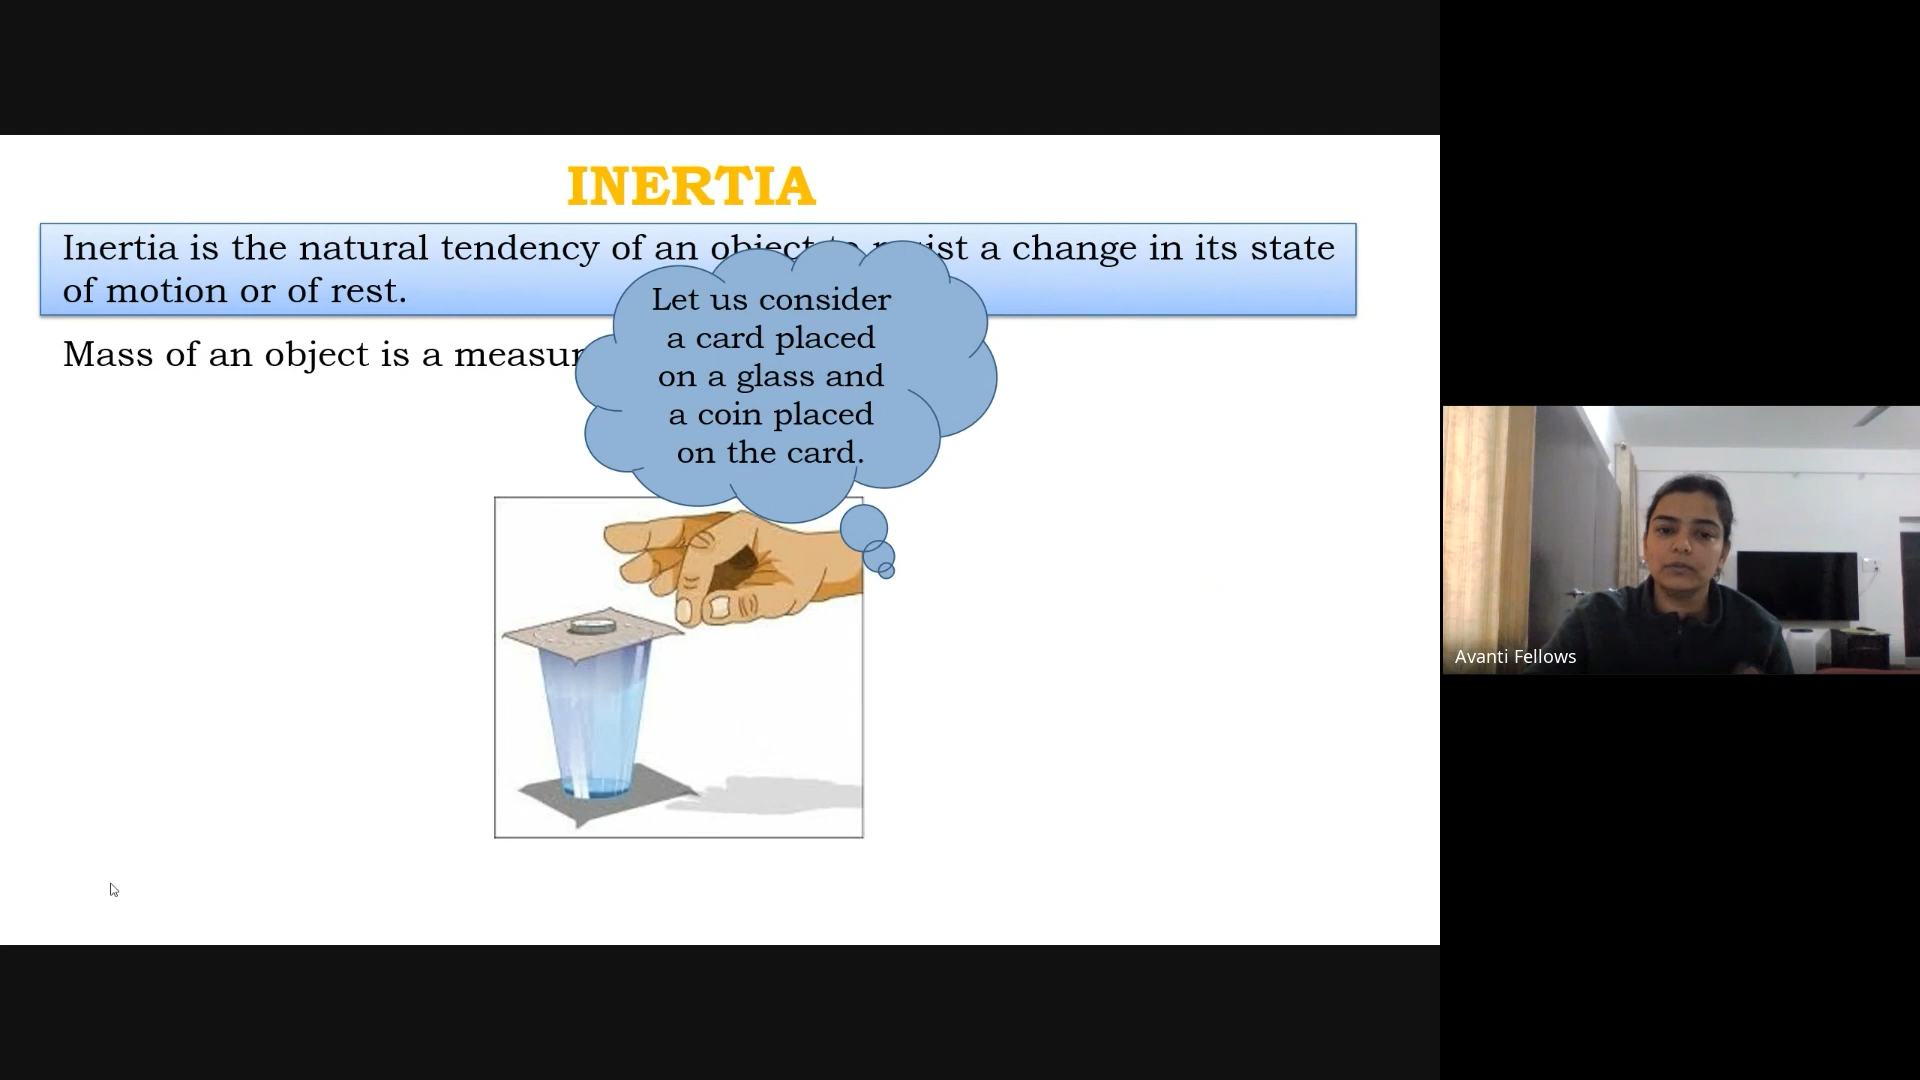 INERTIA
Inertia is the natural tendency of an object to resist a change in its state
of motion or of rest.
Mass of an object is a
Let us consider
a card placed
on a glass and
a coin placed
on the card.
Avanti Fellows